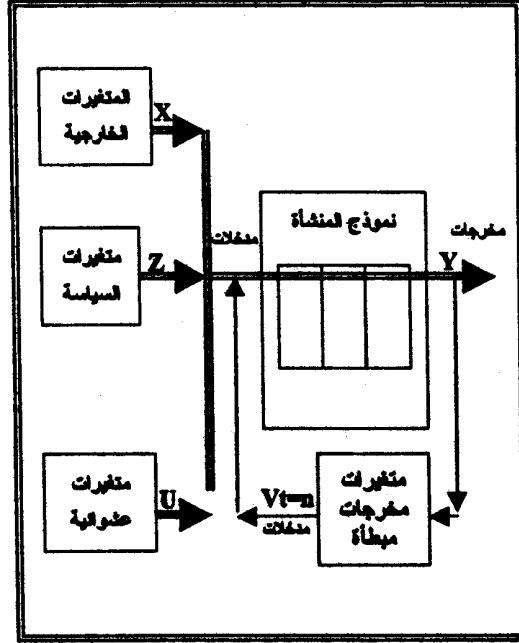 المتغيرات
الخارجية
X
متغيرات
السياسة
Z
مدخلات
نموذج المنشأة
مخرجات
Y
متغيرات
عشوائية
U
Vt=n
مدخلات
متغيرات
مخرجات
مبطأة